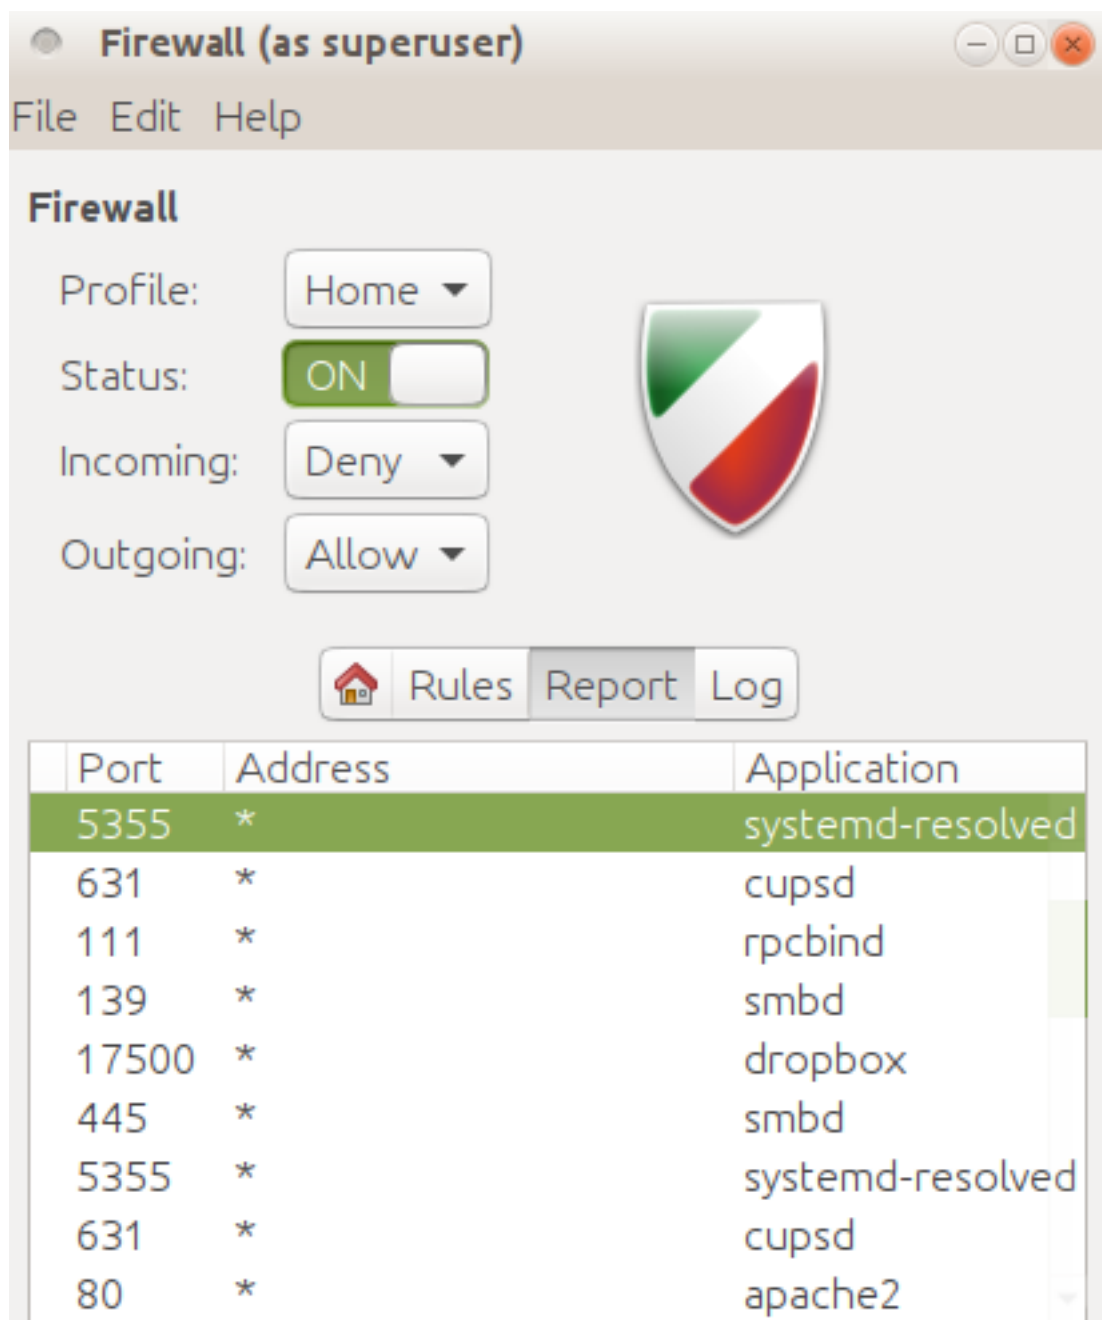 Firewall (as superuser)
File Edit Help
Firewall
Profile: Home
Status: ON
Incoming: Deny
Outgoing: Allow
Rules Report Log
Port Address Application
5355 * systemd-resolved
631 * cupsd
111 * rpcbind
139 * smbd
17500 * dropbox
445 * smbd
5355 * systemd-resolved
631 * cupsd
80 * apache2